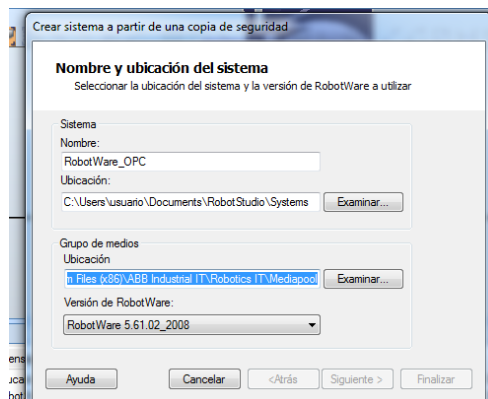 Crear sistema a partir de una copia de seguridad
Nombre y ubicación del sistema
Seleccionar la ubicación del sistema y la versión de RobotWare a utilizar
Sistema
Nombre:
RobotWare_OPC
Ubicación:
C:\Users\usuario\Documents\RobotStudio\Systems
Examinar...
Grupo de medios
Ubicación
m Files (x86)\ABB Industrial IT\Robotics IT\Mediapool
Examinar...
Versión de RobotWare:
RobotWare 5.61.02_2008
Ayuda
Cancelar
<Atrás
Siguiente >
Finalizar